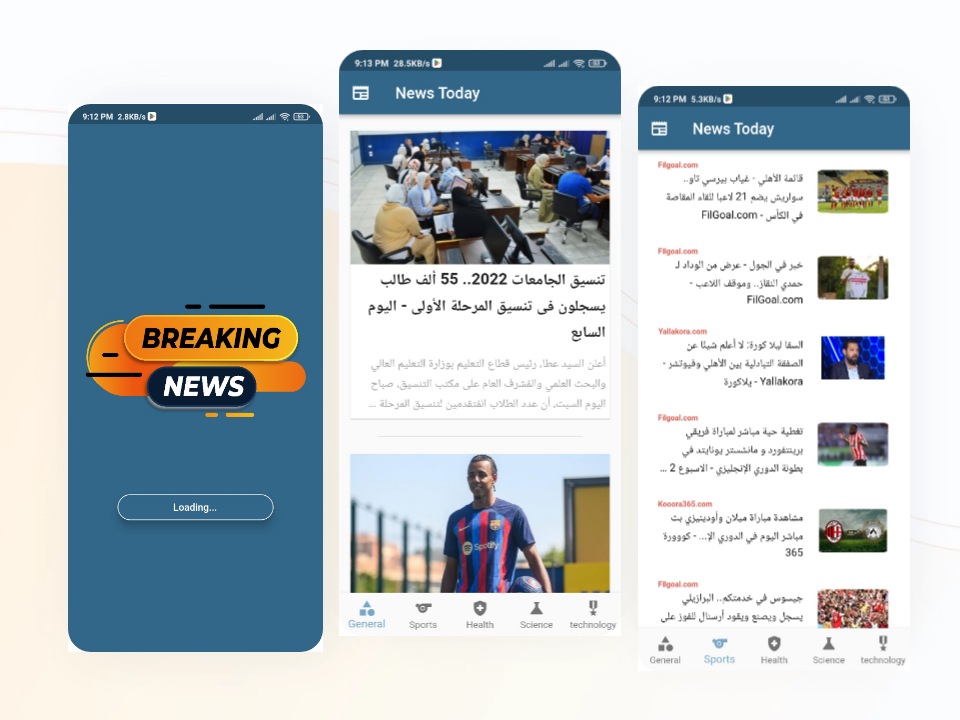 9:12 PM 2.8KB/s
50
BREAKING
NEWS
Loading...
9:13 PM 28.5KB/s
News Today
تنسيق الجامعات 2022.. 55 ألف طالب
يسجلون فى تنسيق المرحلة الأولى - اليوم
السابع
أعلن السيد عطا، رئيس قطاع التعليم بوزارة التعليم العالي
والبحث العلمي والمشرف العام على مكتب التنسيق، صباح
اليوم السبت، أن عدد الطلاب المتقدمين لتنسيق المرحلة ...
Spotify
General
Sports
Health
Science
technology
9:12 PM 5.3KB/s
News Today
Filgoal.com
قائمة الأهلي - غياب بيرسي تاو..
سواريش يضم 21 لاعبا للقاء المقاصة
في الكأس - FilGoal.com
Filgoal.com
خبر في الجول - عرض من الوداد لـ
حمدي النقاز.. وموقف اللاعب -
FilGoal.com
Yallakora.com
السقا ليلا كورة: لا أعلم شيئًا عن
الصفقة التبادلية بين الأهلي وفيوتشر -
Yallakora - يلاكورة
Filgoal.com
تغطية حية مباشر لمباراة فريقي
برينتفورد و مانشستر يونايتد في
بطولة الدوري الإنجليزي - الاسبوع 2 ...
Kooora365.com
مشاهدة مباراة ميلان وأودينيزي بث
مباشر اليوم في الدوري الإ... - كووورة
365
Filgoal.com
جيسوس في خدمتكم.. البرازيلي
يسجل ويصنع ويقود أرسنال للفوز على
General
Sports
Health
Science
technology